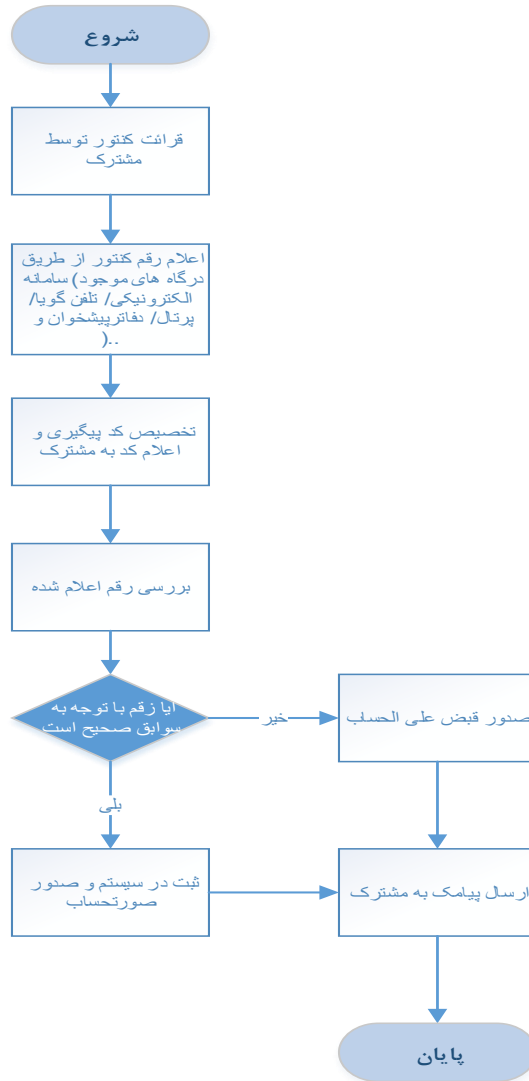 شروع
قرائت کنتور توسط
مشترک
اعلام رقم کنتور از طریق
درگاه های موجود)سامانه
الکترونیکی/ تلفن گویا/
پرتال/ دفاترپیشخوان و
..(
تخصیص کد پیگیری و
اعلام کد به مشترک
بررسی رقم اعلام شده
ایا زقم با توجه به
سوابق صحیح است
خیر
صدور قبض علی الحساب
بلی
ثبت در سیستم و صدور
صورتحساب
ارسال پیامک به مشترک
پایان